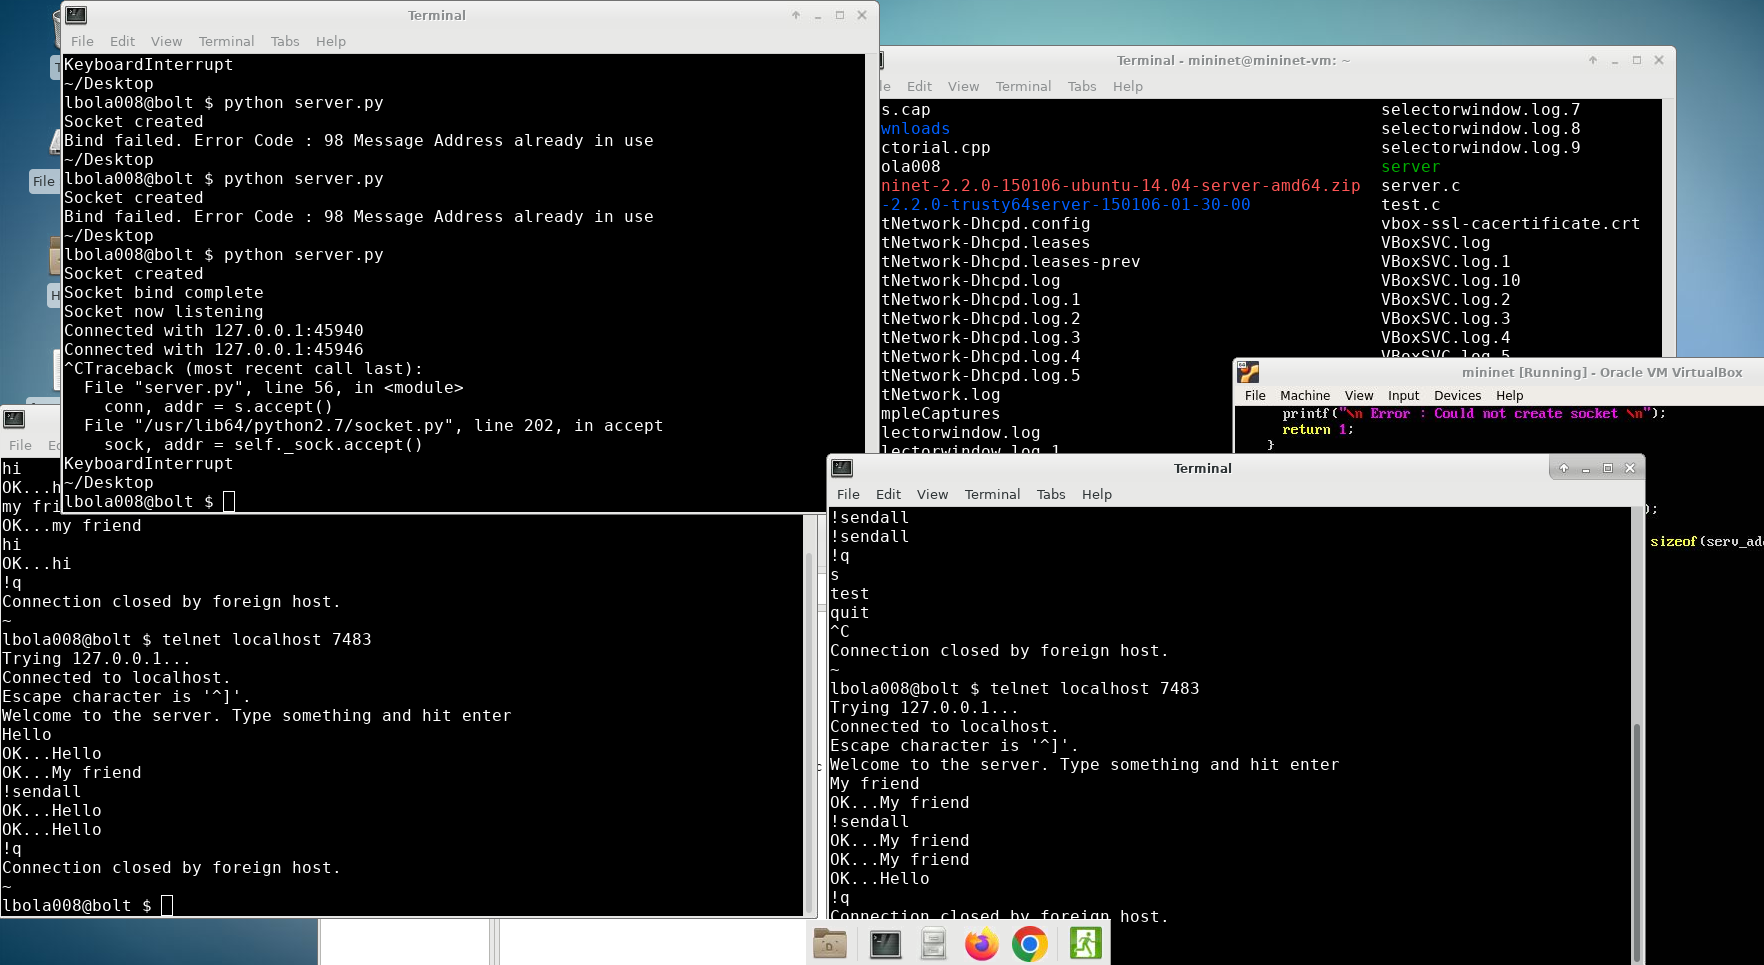 Terminal
File Edit View Terminal Tabs Help
KeyboardInterrupt
~/Desktop
lbola008@bolt $ python server.py
Socket created
Bind failed. Error Code : 98 Message Address already in use
~/Desktop
lbola008@bolt $ python server.py
Socket created
Bind failed. Error Code : 98 Message Address already in use
~/Desktop
lbola008@bolt $ python server.py
Socket created
Socket bind complete
Socket now listening
Connected with 127.0.0.1:45940
Connected with 127.0.0.1:45946
^CTraceback (most recent call last):
  File "server.py", line 56, in <module>
    conn, addr = s.accept()
  File "/usr/lib64/python2.7/socket.py", line 202, in accept
    sock, addr = self._sock.accept()
KeyboardInterrupt
~/Desktop
lbola008@bolt $
Terminal - mininet@mininet-vm: ~
le Edit View Terminal Tabs Help
s.cap selectorwindow.log.7
wnloads selectorwindow.log.8
ctorial.cpp selectorwindow.log.9
ola008 server
ninet-2.2.0-150106-ubuntu-14.04-server-amd64.zip server.c
-2.2.0-trusty64server-150106-01-30-00 test.c
tNetwork-Dhcpd.config vbox-ssl-cacertificate.crt
tNetwork-Dhcpd.leases VBoxSVC.log
tNetwork-Dhcpd.leases-prev VBoxSVC.log.1
tNetwork-Dhcpd.log VBoxSVC.log.10
tNetwork-Dhcpd.log.1 VBoxSVC.log.2
tNetwork-Dhcpd.log.2 VBoxSVC.log.3
tNetwork-Dhcpd.log.3 VBoxSVC.log.4
tNetwork-Dhcpd.log.4 VBoxSVC.log.5
tNetwork-Dhcpd.log.5
tNetwork.log
mpleCaptures
lectorwindow.log
lectorwindow.log.1
mininet [Running] - Oracle VM VirtualBox
File Machine View Input Devices Help
printf("\n Error : Could not create socket \n");
return 1;
}
);
sizeof(serv_add
File
H
File Ed
hi
OK...h
my fri
OK...my friend
hi
OK...hi
!q
Connection closed by foreign host.
~
lbola008@bolt $ telnet localhost 7483
Trying 127.0.0.1...
Connected to localhost.
Escape character is '^]'.
Welcome to the server. Type something and hit enter
Hello
OK...Hello
OK...My friend
!sendall
OK...Hello
OK...Hello
!q
Connection closed by foreign host.
~
lbola008@bolt $
Terminal
File Edit View Terminal Tabs Help
!sendall
!sendall
!q
s
test
quit
^C
Connection closed by foreign host.
~
lbola008@bolt $ telnet localhost 7483
Trying 127.0.0.1...
Connected to localhost.
Escape character is '^]'.
Welcome to the server. Type something and hit enter
My friend
OK...My friend
!sendall
OK...My friend
OK...My friend
OK...Hello
!q
Connection closed by foreign host.